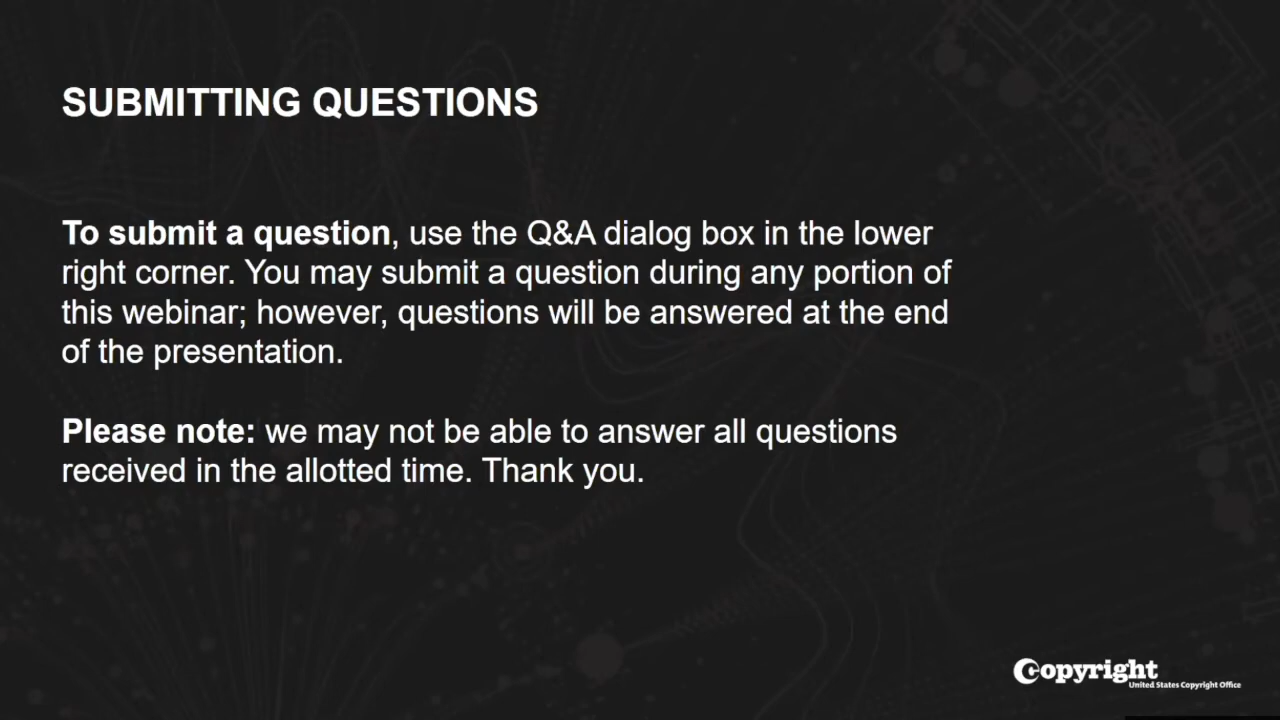 SUBMITTING QUESTIONS
To submit a question, use the Q&A dialog box in the lower
right corner. You may submit a question during any portion of
this webinar; however, questions will be answered at the end
of the presentation.
Please note: we may not be able to answer all questions
received in the allotted time. Thank you.
Copyright
United States Copyright Office